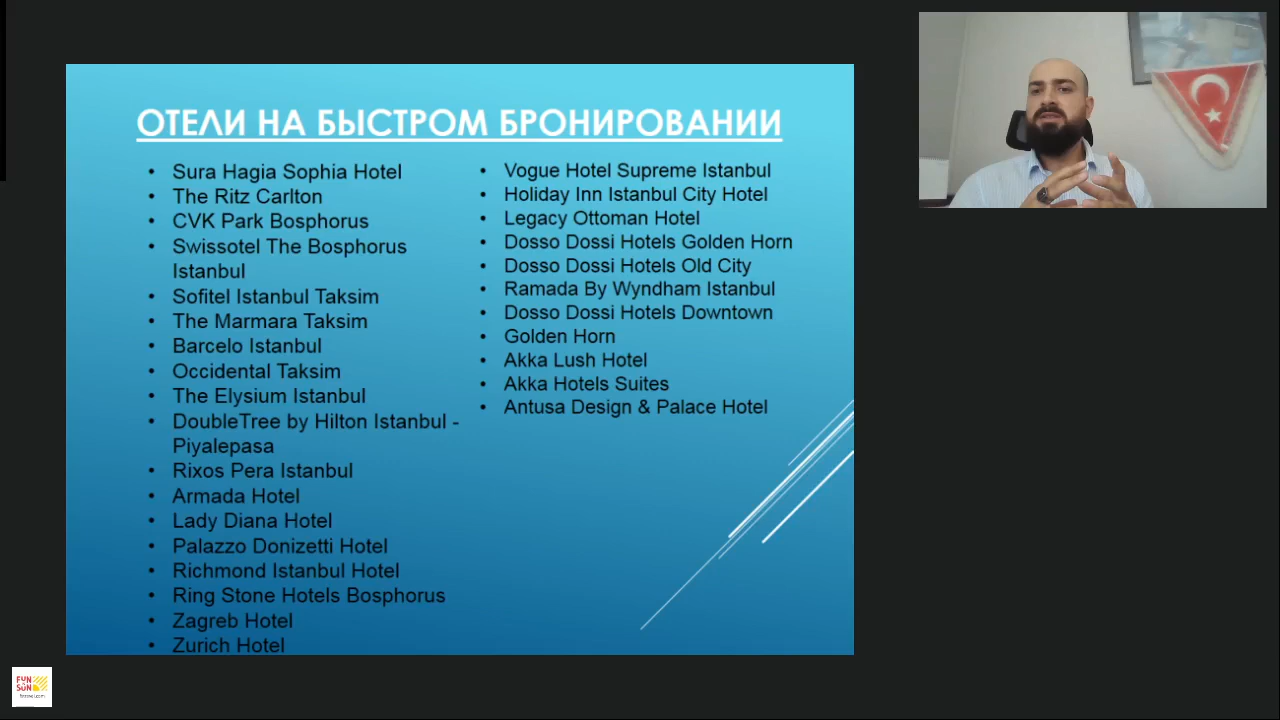 ОТЕЛИ НА БЫСТРОМ БРОНИРОВАНИИ
• Sura Hagia Sophia Hotel
• The Ritz Carlton
• CVK Park Bosphorus
• Swissotel The Bosphorus
Istanbul
• Sofitel Istanbul Taksim
• The Marmara Taksim
• Barcelo Istanbul
• Occidental Taksim
• The Elysium Istanbul
• DoubleTree by Hilton Istanbul -
Piyalepasa
• Rixos Pera Istanbul
• Armada Hotel
• Lady Diana Hotel
• Palazzo Donizetti Hotel
• Richmond Istanbul Hotel
• Ring Stone Hotels Bosphorus
• Zagreb Hotel
• Zurich Hotel
• Vogue Hotel Supreme Istanbul
• Holiday Inn Istanbul City Hotel
• Legacy Ottoman Hotel
• Dosso Dossi Hotels Golden Horn
• Dosso Dossi Hotels Old City
• Ramada By Wyndham Istanbul
• Dosso Dossi Hotels Downtown
• Golden Horn
• Akka Lush Hotel
• Akka Hotels Suites
• Antusa Design & Palace Hotel
FUN
SUN